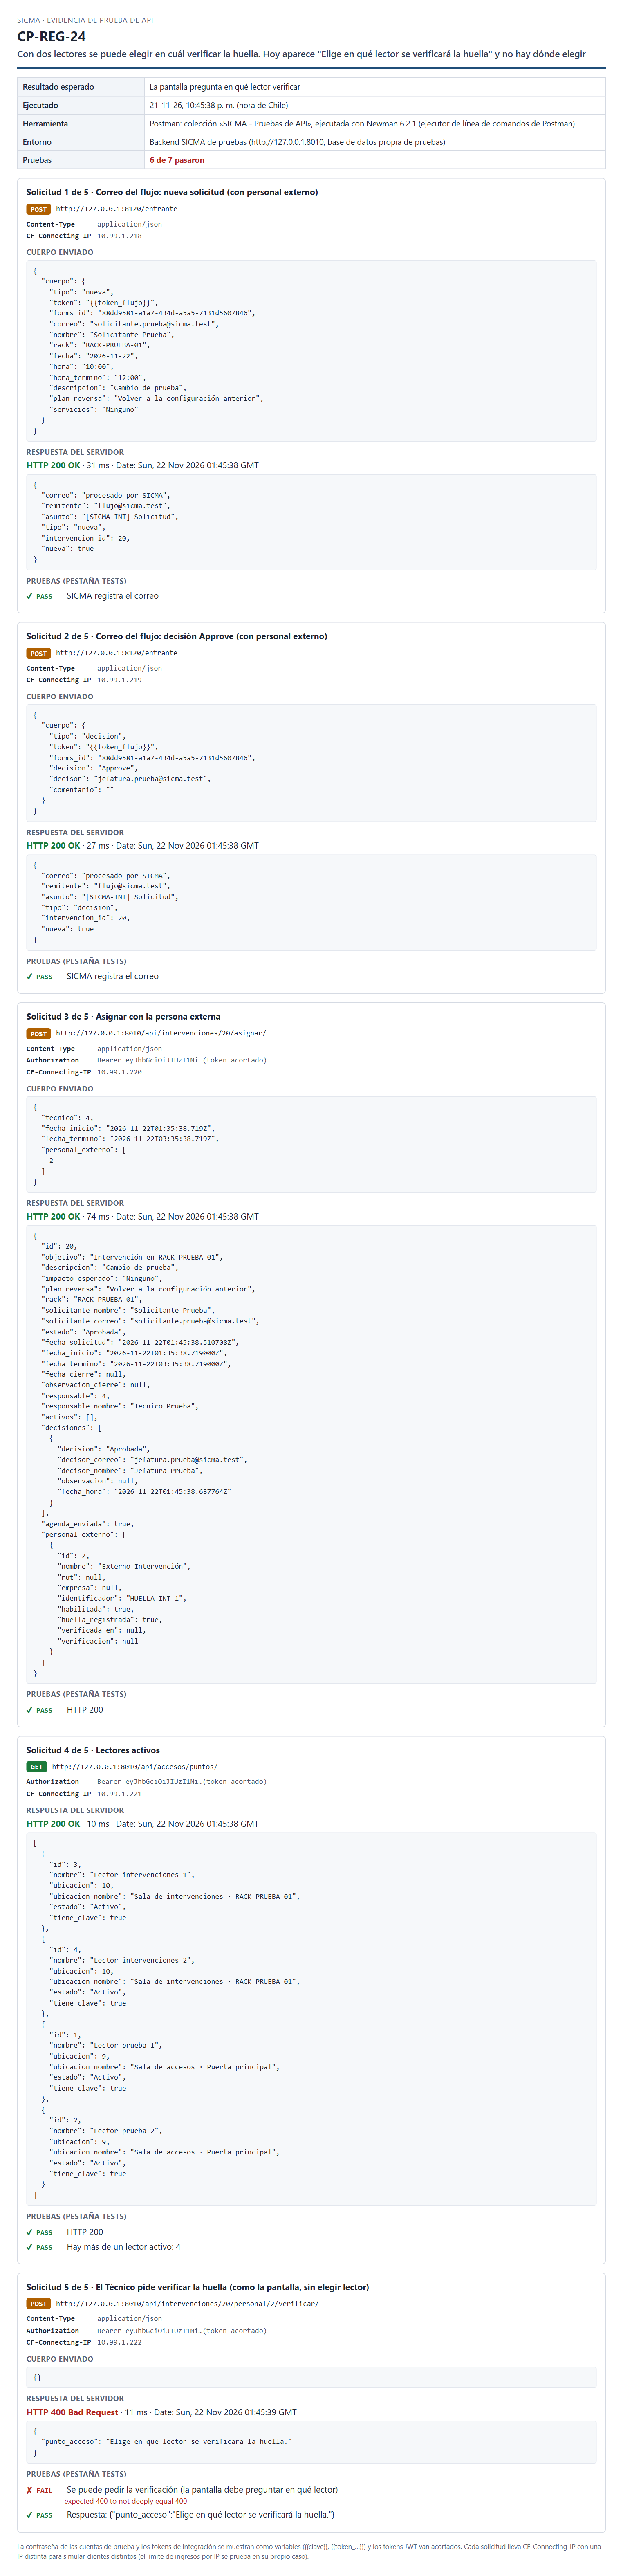 SICMA · EVIDENCIA DE PRUEBA DE API
CP-REG-24
Con dos lectores se puede elegir en cuál verificar la huella. Hoy aparece "Elige en qué lector se verificará la huella" y no hay dónde elegir
Resultado esperado La pantalla pregunta en qué lector verificar
Ejecutado 21-11-26, 10:45:38 p. m. (hora de Chile)
Herramienta Postman: colección «SICMA - Pruebas de API», ejecutada con Newman 6.2.1 (ejecutor de línea de comandos de Postman)
Entorno Backend SICMA de pruebas (http://127.0.0.1:8010, base de datos propia de pruebas)
Pruebas 6 de 7 pasaron
Solicitud 1 de 5 · Correo del flujo: nueva solicitud (con personal externo)
POST http://127.0.0.1:8120/entrante
Content-Type application/json
CF-Connecting-IP 10.99.1.218
CUERPO ENVIADO
{
"cuerpo": {
"tipo": "nueva",
"token": "{{token_flujo}}",
"forms_id": "88dd9581-a1a7-434d-a5a5-7131d5607846",
"correo": "solicitante.prueba@sicma.test",
"nombre": "Solicitante Prueba",
"rack": "RACK-PRUEBA-01",
"fecha": "2026-11-22",
"hora": "10:00",
"hora_termino": "12:00",
"descripcion": "Cambio de prueba",
"plan_reversa": "Volver a la configuración anterior",
"servicios": "Ninguno"
}
}
RESPUESTA DEL SERVIDOR
HTTP 200 OK · 31 ms · Date: Sun, 22 Nov 2026 01:45:38 GMT
{
"correo": "procesado por SICMA",
"remitente": "flujo@sicma.test",
"asunto": "[SICMA-INT] Solicitud",
"tipo": "nueva",
"intervencion_id": 20,
"nueva": true
}
PRUEBAS (PESTAÑA TESTS)
✓ PASS SICMA registra el correo
Solicitud 2 de 5 · Correo del flujo: decisión Approve (con personal externo)
POST http://127.0.0.1:8120/entrante
Content-Type application/json
CF-Connecting-IP 10.99.1.219
CUERPO ENVIADO
{
"cuerpo": {
"tipo": "decision",
"token": "{{token_flujo}}",
"forms_id": "88dd9581-a1a7-434d-a5a5-7131d5607846",
"decision": "Approve",
"decisor": "jefatura.prueba@sicma.test",
"comentario": ""
}
}
RESPUESTA DEL SERVIDOR
HTTP 200 OK · 27 ms · Date: Sun, 22 Nov 2026 01:45:38 GMT
{
"correo": "procesado por SICMA",
"remitente": "flujo@sicma.test",
"asunto": "[SICMA-INT] Solicitud",
"tipo": "decision",
"intervencion_id": 20,
"nueva": true
}
PRUEBAS (PESTAÑA TESTS)
✓ PASS SICMA registra el correo
Solicitud 3 de 5 · Asignar con la persona externa
POST http://127.0.0.1:8010/api/intervenciones/20/asignar/
Content-Type application/json
Authorization Bearer eyJhbGciOiJIUzI1Ni…(token acortado)
CF-Connecting-IP 10.99.1.220
CUERPO ENVIADO
{
"tecnico": 4,
"fecha_inicio": "2026-11-22T01:35:38.719Z",
"fecha_termino": "2026-11-22T03:35:38.719Z",
"personal_externo": [
2
]
}
RESPUESTA DEL SERVIDOR
HTTP 200 OK · 74 ms · Date: Sun, 22 Nov 2026 01:45:38 GMT
{
"id": 20,
"objetivo": "Intervención en RACK-PRUEBA-01",
"descripcion": "Cambio de prueba",
"impacto_esperado": "Ninguno",
"plan_reversa": "Volver a la configuración anterior",
"rack": "RACK-PRUEBA-01",
"solicitante_nombre": "Solicitante Prueba",
"solicitante_correo": "solicitante.prueba@sicma.test",
"estado": "Aprobada",
"fecha_solicitud": "2026-11-22T01:45:38.510708Z",
"fecha_inicio": "2026-11-22T01:35:38.719000Z",
"fecha_termino": "2026-11-22T03:35:38.719000Z",
"fecha_cierre": null,
"observacion_cierre": null,
"responsable": 4,
"responsable_nombre": "Tecnico Prueba",
"activos": [],
"decisiones": [
{
"decision": "Aprobada",
"decisor_correo": "jefatura.prueba@sicma.test",
"decisor_nombre": "Jefatura Prueba",
"observacion": null,
"fecha_hora": "2026-11-22T01:45:38.637764Z"
}
],
"agenda_enviada": true,
"personal_externo": [
{
"id": 2,
"nombre": "Externo Intervención",
"rut": null,
"empresa": null,
"identificador": "HUELLA-INT-1",
"habilitada": true,
"huella_registrada": true,
"verificada_en": null,
"verificacion": null
}
]
}
PRUEBAS (PESTAÑA TESTS)
✓ PASS HTTP 200
Solicitud 4 de 5 · Lectores activos
GET http://127.0.0.1:8010/api/accesos/puntos/
Authorization Bearer eyJhbGciOiJIUzI1Ni…(token acortado)
CF-Connecting-IP 10.99.1.221
RESPUESTA DEL SERVIDOR
HTTP 200 OK · 10 ms · Date: Sun, 22 Nov 2026 01:45:38 GMT
[
{
"id": 3,
"nombre": "Lector intervenciones 1",
"ubicacion": 10,
"ubicacion_nombre": "Sala de intervenciones · RACK-PRUEBA-01",
"estado": "Activo",
"tiene_clave": true
},
{
"id": 4,
"nombre": "Lector intervenciones 2",
"ubicacion": 10,
"ubicacion_nombre": "Sala de intervenciones · RACK-PRUEBA-01",
"estado": "Activo",
"tiene_clave": true
},
{
"id": 1,
"nombre": "Lector prueba 1",
"ubicacion": 9,
"ubicacion_nombre": "Sala de accesos · Puerta principal",
"estado": "Activo",
"tiene_clave": true
},
{
"id": 2,
"nombre": "Lector prueba 2",
"ubicacion": 9,
"ubicacion_nombre": "Sala de accesos · Puerta principal",
"estado": "Activo",
"tiene_clave": true
}
]
PRUEBAS (PESTAÑA TESTS)
✓ PASS HTTP 200
✓ PASS Hay más de un lector activo: 4
Solicitud 5 de 5 · El Técnico pide verificar la huella (como la pantalla, sin elegir lector)
POST http://127.0.0.1:8010/api/intervenciones/20/personal/2/verificar/
Content-Type application/json
Authorization Bearer eyJhbGciOiJIUzI1Ni…(token acortado)
CF-Connecting-IP 10.99.1.222
CUERPO ENVIADO
{}
RESPUESTA DEL SERVIDOR
HTTP 400 Bad Request · 11 ms · Date: Sun, 22 Nov 2026 01:45:39 GMT
{
"punto_acceso": "Elige en qué lector se verificará la huella."
}
PRUEBAS (PESTAÑA TESTS)
✗ FAIL Se puede pedir la verificación (la pantalla debe preguntar en qué lector)
expected 400 to not deeply equal 400
✓ PASS Respuesta: {"punto_acceso":"Elige en qué lector se verificará la huella."}
La contraseña de las cuentas de prueba y los tokens de integración se muestran como variables ({{clave}}, {{token_…}}) y los tokens JWT van acortados. Cada solicitud lleva CF-Connecting-IP con una
IP distinta para simular clientes distintos (el límite de ingresos por IP se prueba en su propio caso).